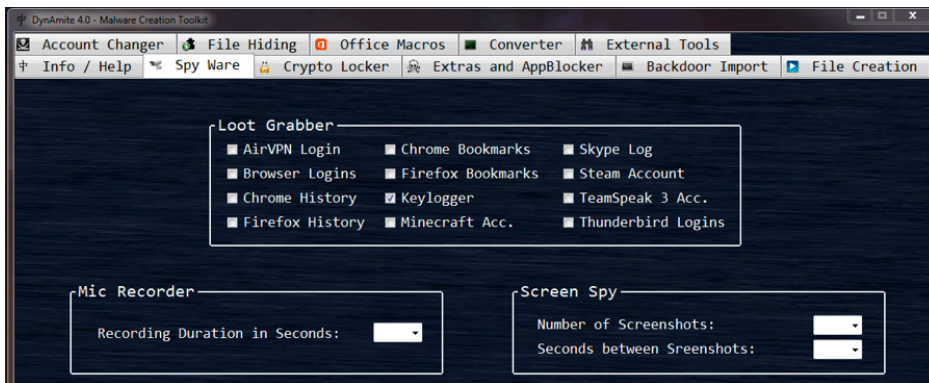 DynAmite 4.0 - Malware Creation Toolkit
Account Changer File Hiding Office Macros Converter External Tools
Info / Help Spy Ware Crypto Locker Extras and AppBlocker Backdoor Import File Creation
Loot Grabber
AirVPN Login Chrome Bookmarks Skype Log
Browser Logins Firefox Bookmarks Steam Account
Chrome History Keylogger TeamSpeak 3 Acc.
Firefox History Minecraft Acc. Thunderbird Logins
Mic Recorder Screen Spy
Recording Duration in Seconds: Number of Screenshots:
Seconds between Sreenshots: